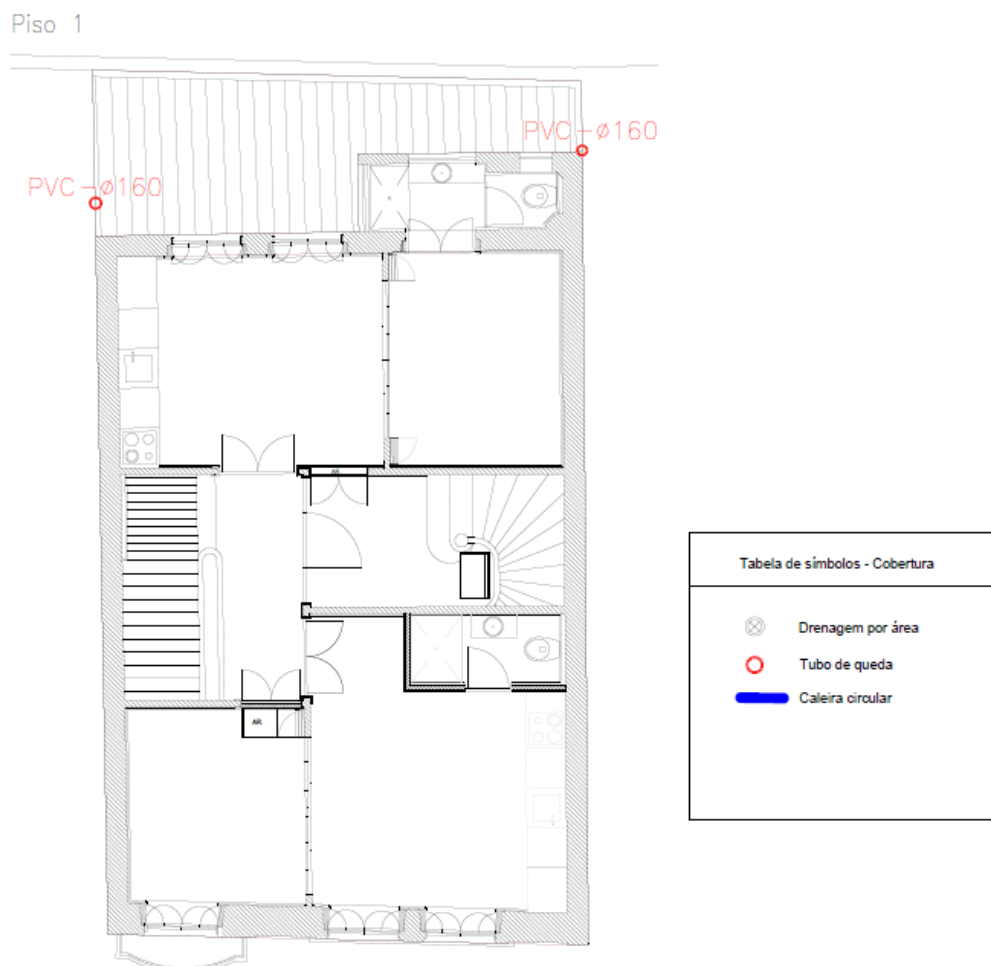 Piso 1
PVC-ø160
PVC-ø160
AR.
AR.
Tabela de símbolos - Cobertura
Drenagem por área
Tubo de queda
Caleira circular